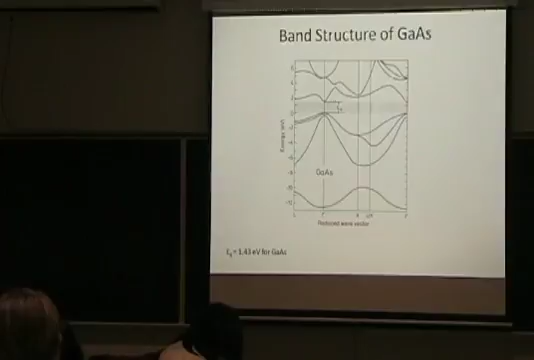 Band Structure of GaAs
Energy (eV)
GaAs
Reduced wave vector
Eg = 1.43 eV for GaAs